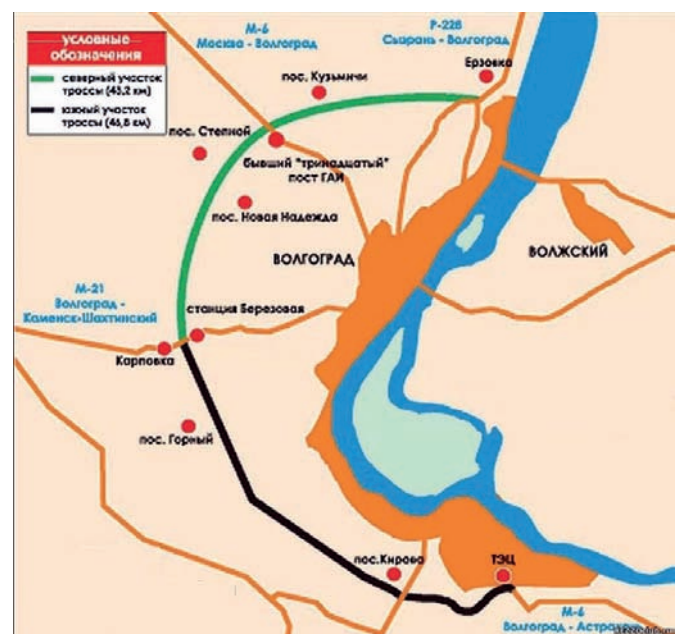 условные
обозначения
северный участок
трассы (43,2 км)
южный участок
трассы (46,8 км)
М-6
Москва - Волгоград
Р-228
Сызрань - Волгоград
пос. Кузьмичи
Ерзовка
пос. Степной
бывший "тринадцатый"
пост ГАИ
пос. Новая Надежда
ВОЛГОГРАД
ВОЛЖСКИЙ
М-21
Волгоград -
Каменск-Шахтинский
станция Березовая
Карповка
пос. Горный
пос.Кирова
ТЭЦ
М-6
Волгоград - Астрахань